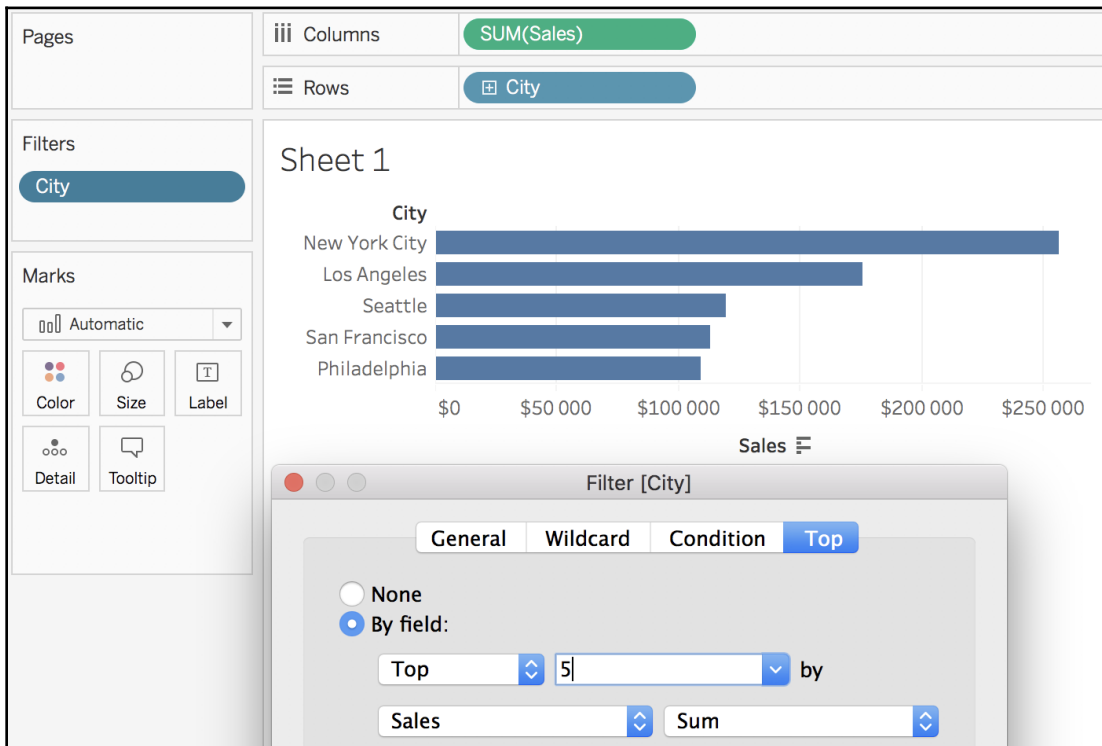 Pages
Columns
SUM(Sales)
Rows
City
Filters
City
Sheet 1
City
New York City
Los Angeles
Seattle
San Francisco
Philadelphia
$0 $50 000 $100 000 $150 000 $200 000 $250 000
Sales
Marks
Automatic
Color Size Label
Detail Tooltip
Filter [City]
General Wildcard Condition Top
None
By field:
Top 5 by
Sales Sum